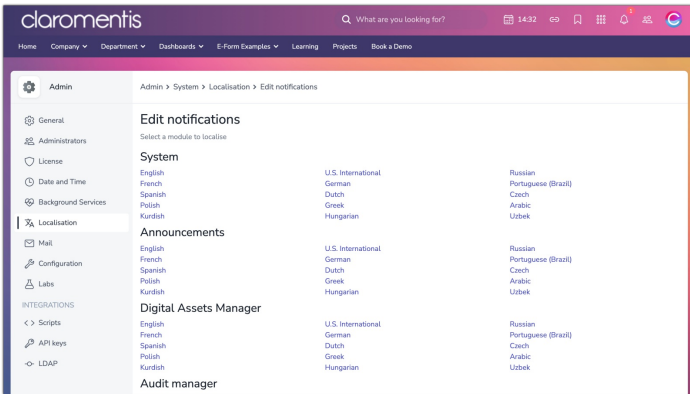 claromentis
What are you looking for?
14:32
1
Home Company Department Dashboards E-Form Examples Learning Projects Book a Demo
Admin
Admin > System > Localisation > Edit notifications
General
Administrators
License
Date and Time
Background Services
Localisation
Mail
Configuration
Labs
INTEGRATIONS
Scripts
API keys
LDAP
Edit notifications
Select a module to localise
System
English U.S. International Russian
French German Portuguese (Brazil)
Spanish Dutch Czech
Polish Greek Arabic
Kurdish Hungarian Uzbek
Announcements
English U.S. International Russian
French German Portuguese (Brazil)
Spanish Dutch Czech
Polish Greek Arabic
Kurdish Hungarian Uzbek
Digital Assets Manager
English U.S. International Russian
French German Portuguese (Brazil)
Spanish Dutch Czech
Polish Greek Arabic
Kurdish Hungarian Uzbek
Audit manager